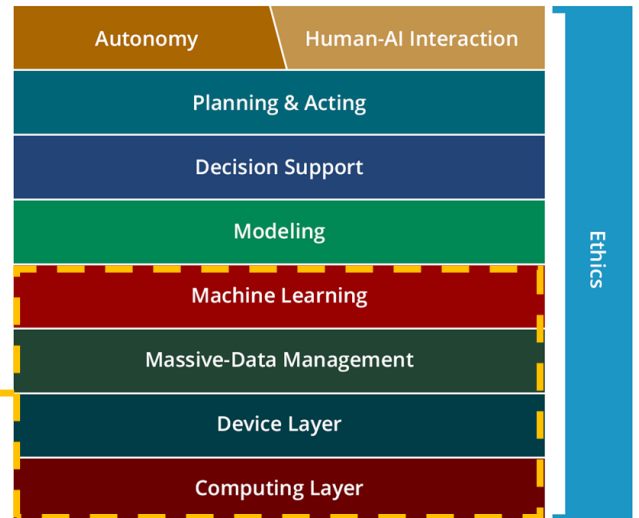 Autonomy
Human-AI Interaction
Planning & Acting
Decision Support
Modeling
Machine Learning
Massive-Data Management
Device Layer
Computing Layer
Ethics